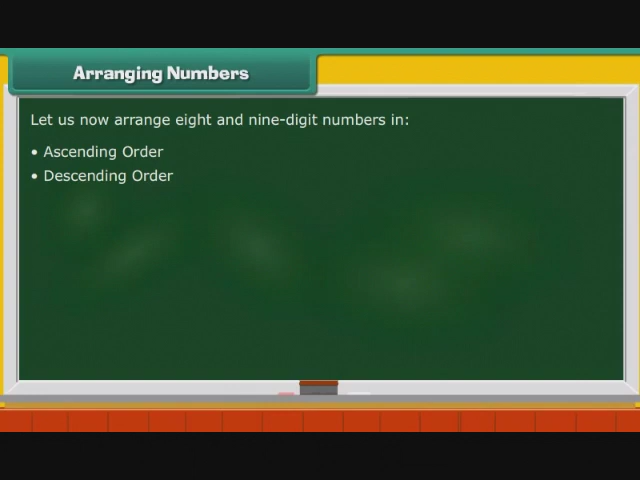 Arranging Numbers
Let us now arrange eight and nine-digit numbers in:
• Ascending Order
• Descending Order